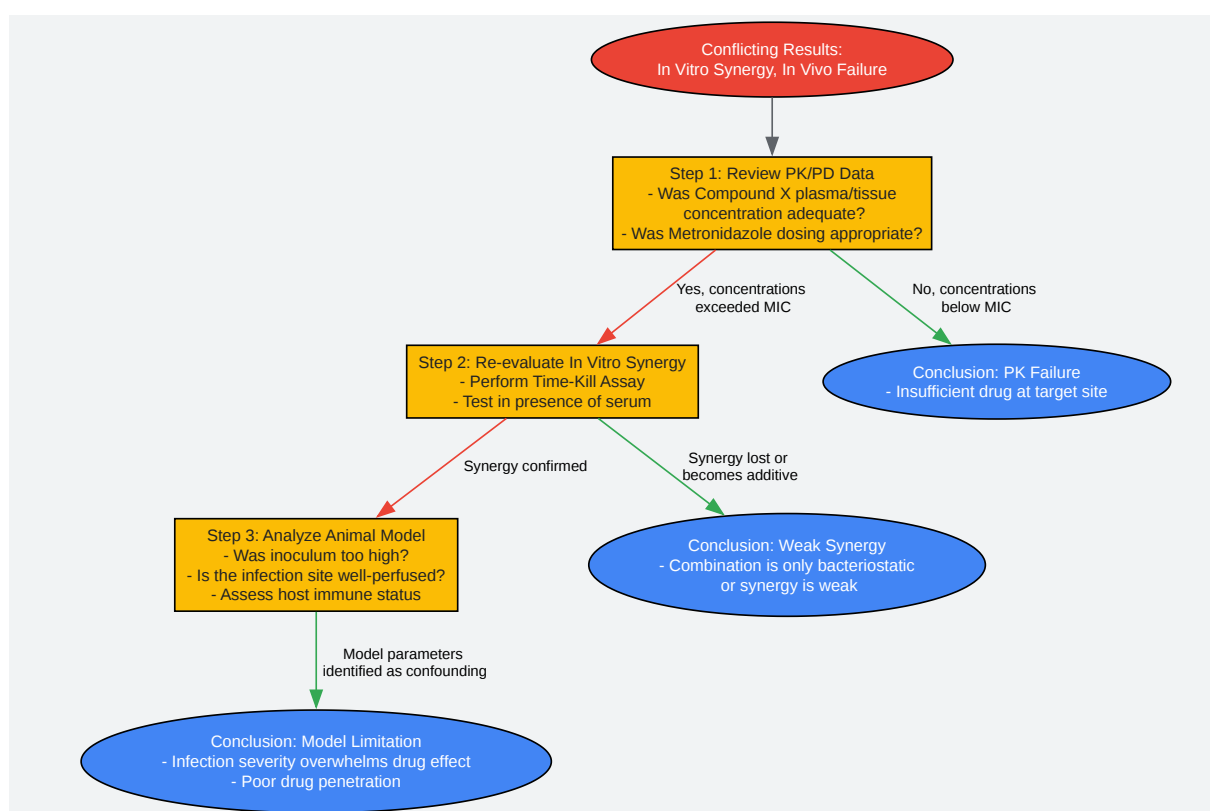 Conflicting Results:
In Vitro Synergy, In Vivo Failure
Step 1: Review PK/PD Data
- Was Compound X plasma/tissue
concentration adequate?
- Was Metronidazole dosing appropriate?
Yes, concentrations
exceeded MIC
No, concentrations
below MIC
Step 2: Re-evaluate In Vitro Synergy
- Perform Time-Kill Assay
- Test in presence of serum
Conclusion: PK Failure
- Insufficient drug at target site
Synergy confirmed
Synergy lost or
becomes additive
Step 3: Analyze Animal Model
- Was inoculum too high?
- Is the infection site well-perfused?
- Assess host immune status
Conclusion: Weak Synergy
- Combination is only bacteriostatic
or synergy is weak
Model parameters
identified as confounding
Conclusion: Model Limitation
- Infection severity overwhelms drug effect
- Poor drug penetration